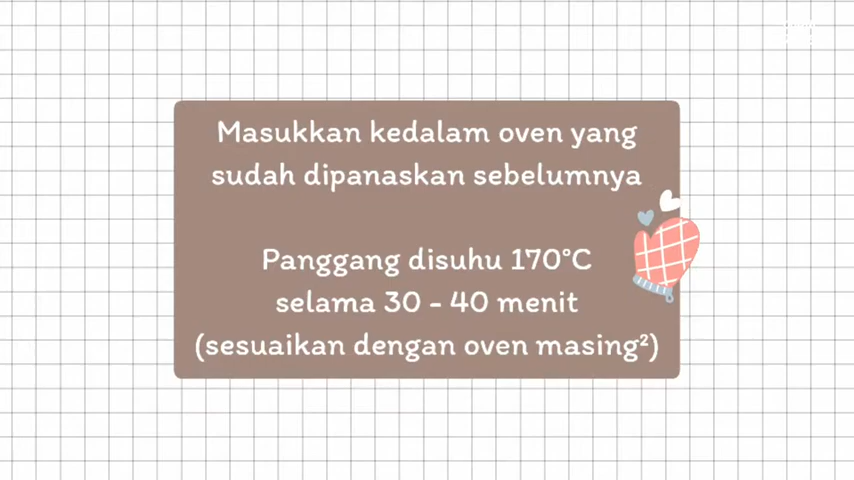 Masukkan kedalam oven yang
sudah dipanaskan sebelumnya
Panggang disuhu 170°C
selama 30 - 40 menit
(sesuaikan dengan oven masing²)